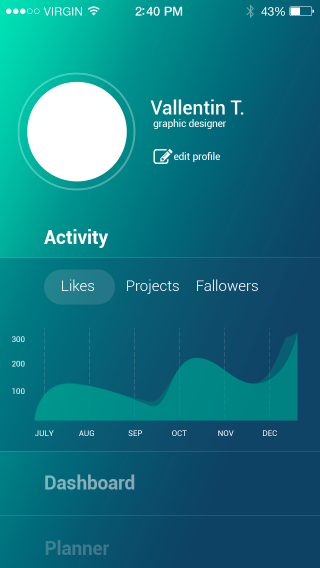 VIRGIN 2:40 PM 43%
Vallentin T.
graphic designer
edit profile
Activity
Likes Projects Fallowers
300
200
100
JULY AUG SEP OCT NOV DEC
Dashboard
Planner